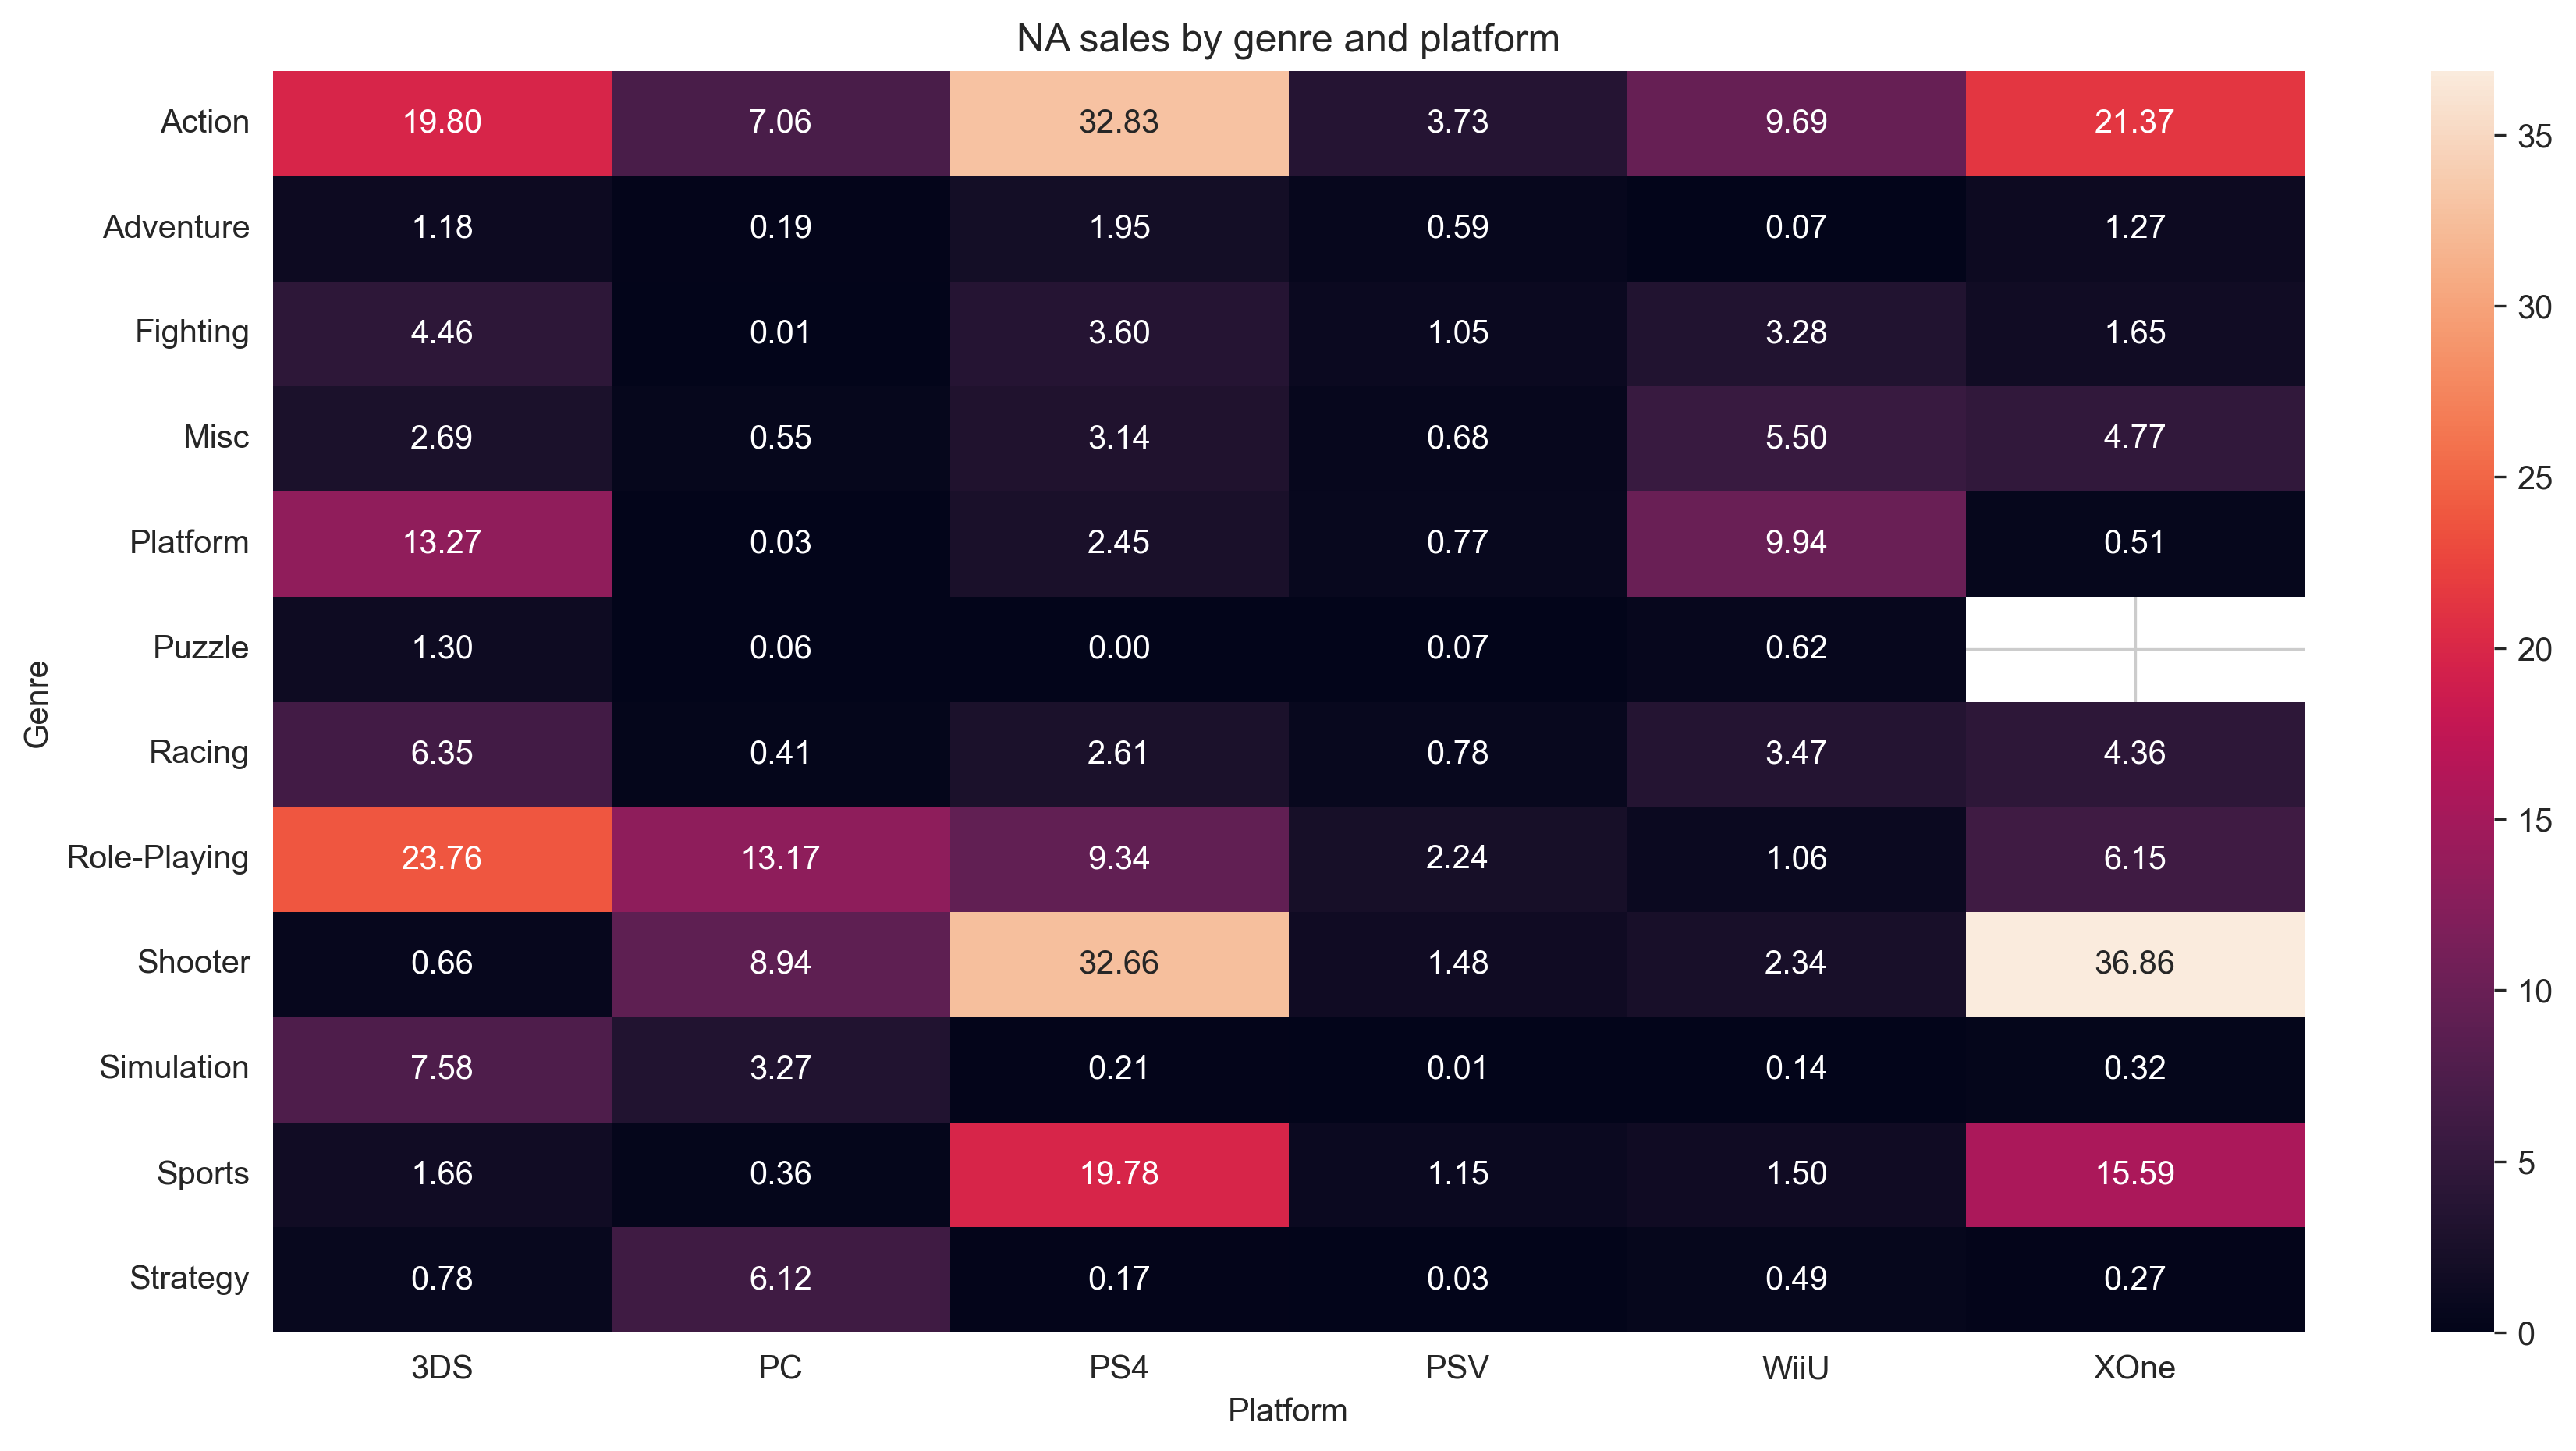 NA sales by genre and platform
Action 19.80 7.06 32.83 3.73 9.69 21.37
Adventure 1.18 0.19 1.95 0.59 0.07 1.27
Fighting 4.46 0.01 3.60 1.05 3.28 1.65
Misc 2.69 0.55 3.14 0.68 5.50 4.77
Platform 13.27 0.03 2.45 0.77 9.94 0.51
Puzzle 1.30 0.06 0.00 0.07 0.62
Racing 6.35 0.41 2.61 0.78 3.47 4.36
Role-Playing 23.76 13.17 9.34 2.24 1.06 6.15
Shooter 0.66 8.94 32.66 1.48 2.34 36.86
Simulation 7.58 3.27 0.21 0.01 0.14 0.32
Sports 1.66 0.36 19.78 1.15 1.50 15.59
Strategy 0.78 6.12 0.17 0.03 0.49 0.27
3DS PC PS4 PSV WiiU XOne
Platform
Genre
35
30
25
20
15
10
5
0